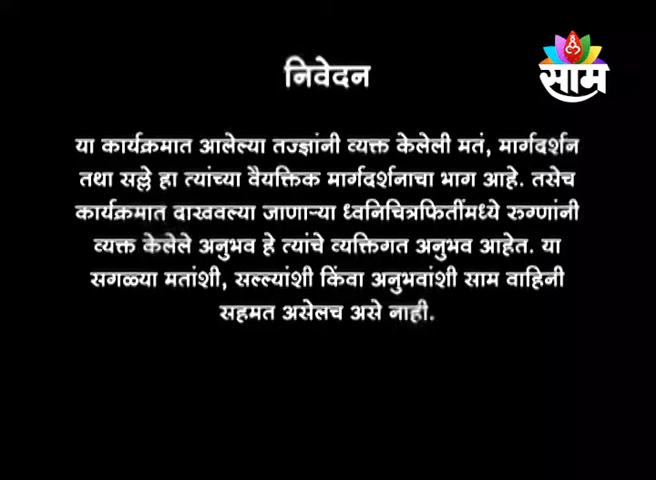 निवेदन
साम
या कार्यक्रमात आलेल्या तज्ज्ञांनी व्यक्त केलेली मतं, मार्गदर्शन
तथा सल्ले हा त्यांच्या वैयक्तिक मार्गदर्शनाचा भाग आहे. तसेच
कार्यक्रमात दाखवल्या जाणाऱ्या ध्वनिचित्रफितींमध्ये रुग्णांनी
व्यक्त केलेले अनुभव हे त्यांचे व्यक्तिगत अनुभव आहेत. या
सगळ्या मतांशी, सल्ल्यांशी किंवा अनुभवांशी साम वाहिनी
सहमत असेलच असे नाही.